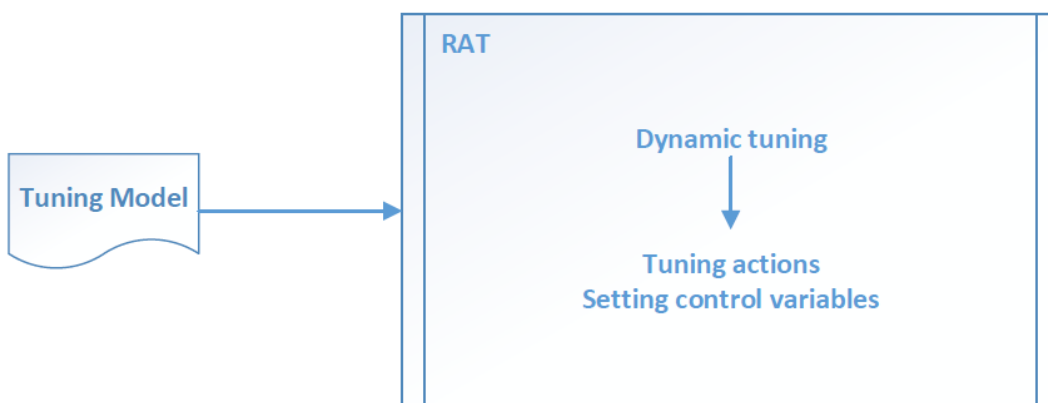 RAT
Dynamic tuning
Tuning Model
Tuning actions
Setting control variables